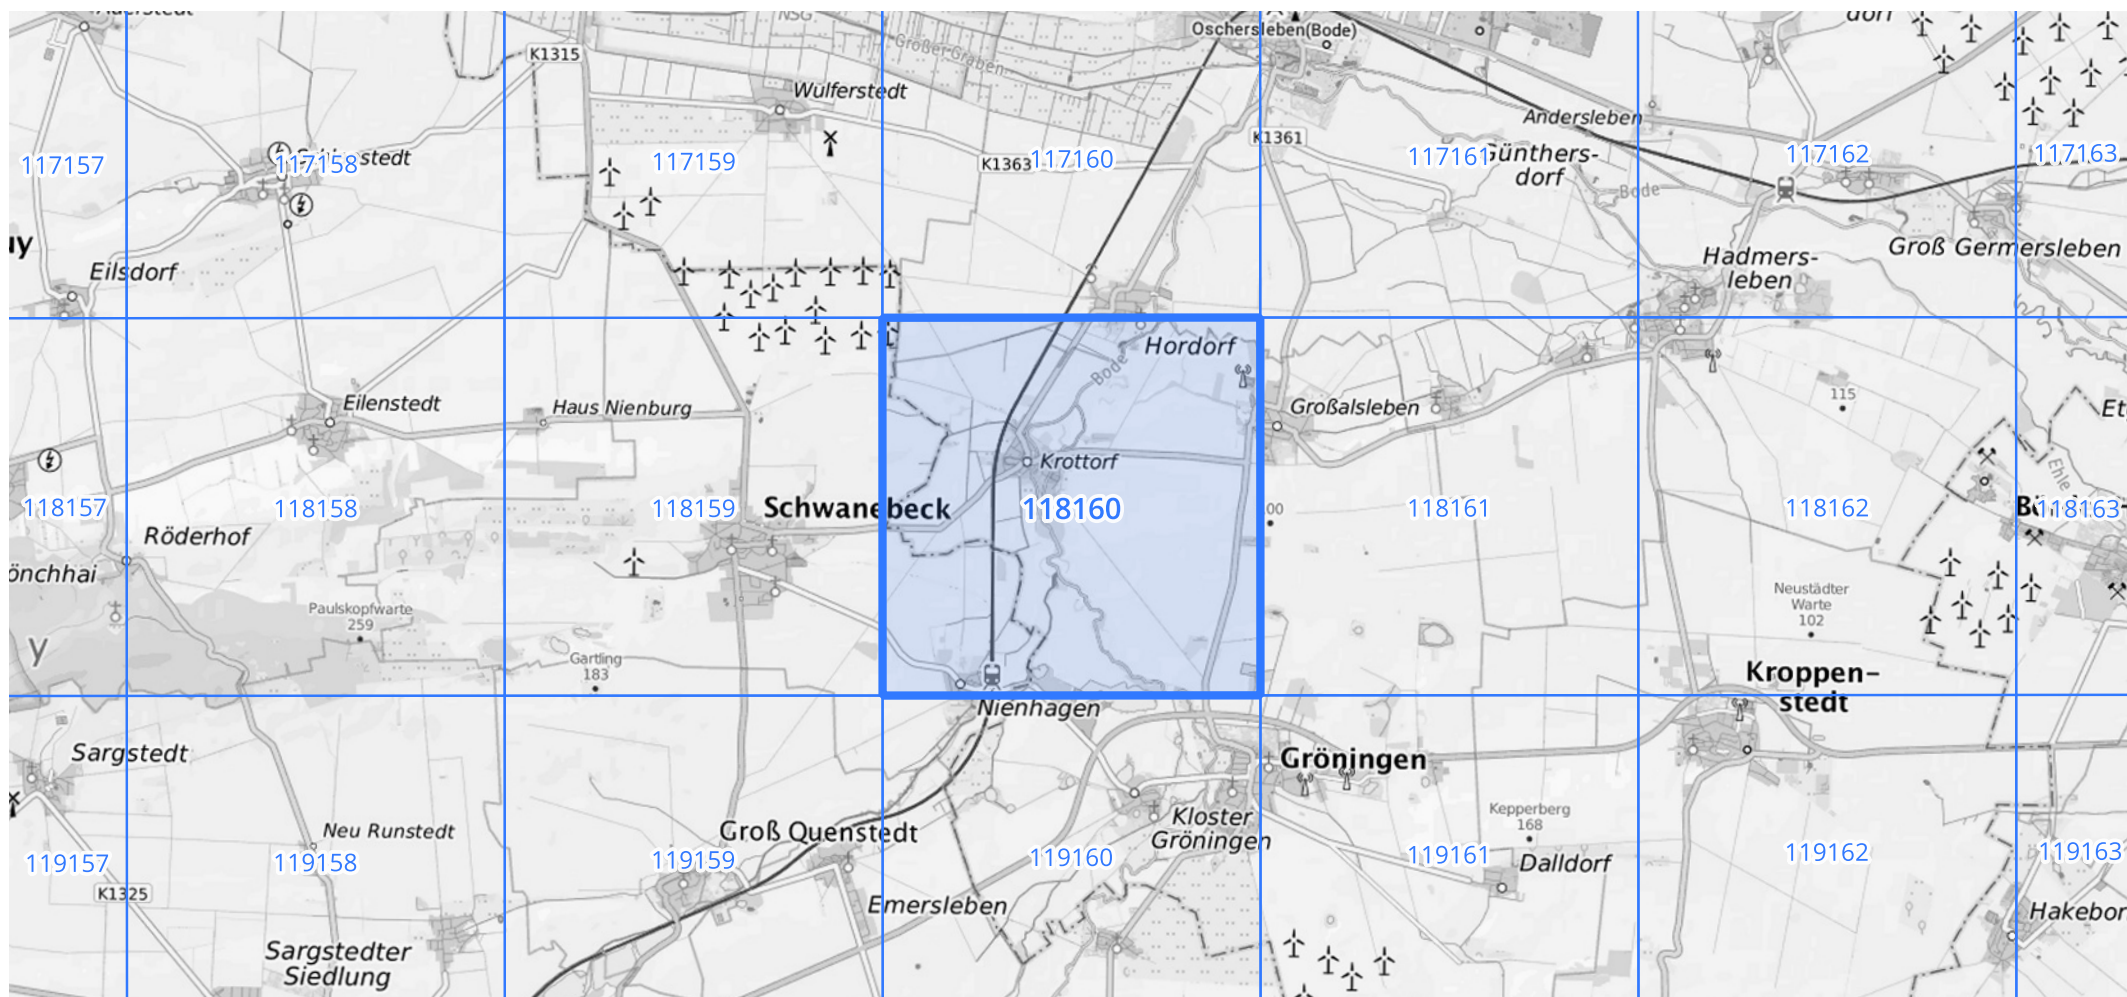 NSG
Oschersleben(Bode)
K1315
Großer Graben
Wulferstedt
Andersleben
K1361
117157
117158
117159
K1363
117160
117161
Günthers-
dorf
117162
117163
Bode
Eilsdorf
Hadmers-
leben
Groß Germersleben
Hordorf
Bode
Eilenstedt
Haus Nienburg
Großalsleben
115
Krottorf
Ehle
118157
118158
118159
Schwanebeck
118160
118161
118162
118163
Röderhof
Paulskopfwarte
259
Neustädter
Warte
102
Gartling
183
Kroppen-
stedt
Nienhagen
Sargstedt
Gröningen
Neu Runstedt
Groß Quenstedt
Kloster
Gröningen
Kepperberg
168
119157
119158
119159
119160
119161
Dalldorf
119162
119163
K1325
Emersleben
Sargstedter
Siedlung